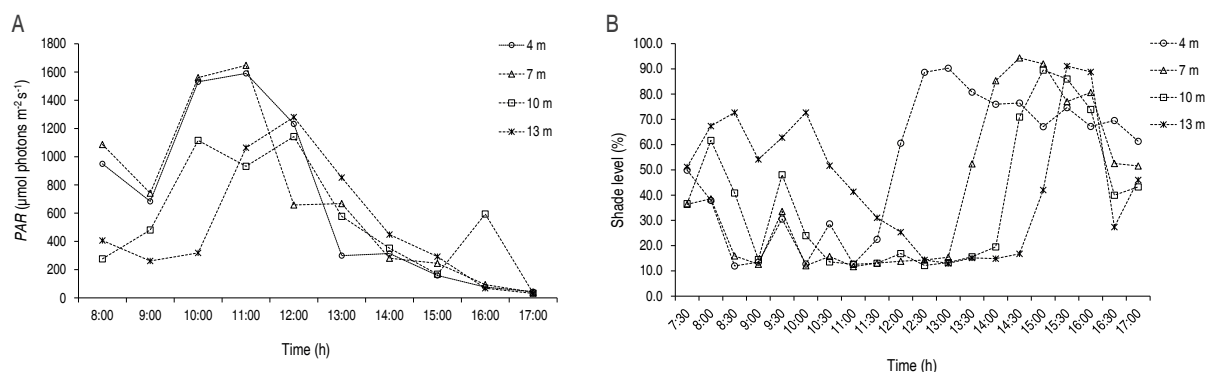 A
PAR (µmol photons m-2 s-1)
1800
1600
1400
1200
1000
800
600
400
200
0
8:00 9:00 10:00 11:00 12:00 13:00 14:00 15:00 16:00 17:00
Time (h)
4 m
7 m
10 m
13 m
B
Shade level (%)
100.0
90.0
80.0
70.0
60.0
50.0
40.0
30.0
20.0
10.0
0.0
7:30 8:00 8:30 9:00 9:30 10:00 10:30 11:00 11:30 12:00 12:30 13:00 13:30 14:00 14:30 15:00 15:30 16:00 16:30 17:00
Time (h)
4 m
7 m
10 m
13 m